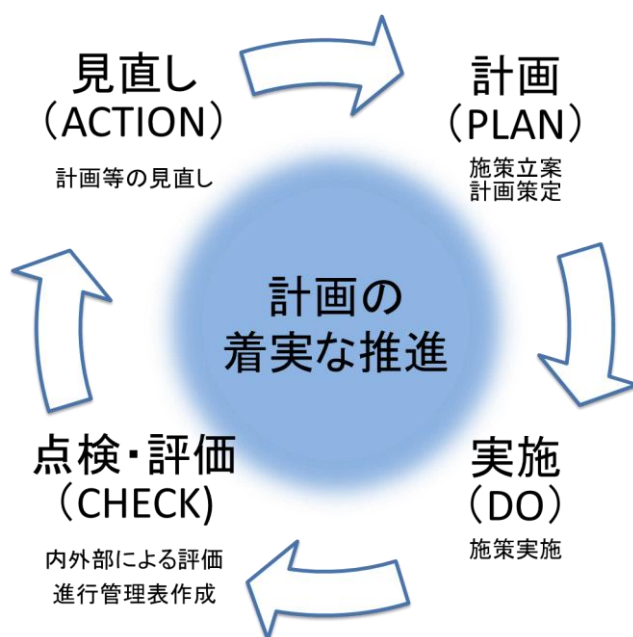 見直し
（ACTION）
計画等の見直し
計画
（PLAN）
施策立案
計画策定
計画の
着実な推進
点検・評価
（CHECK)
内外部による評価
進行管理表作成
実施
（DO）
施策実施